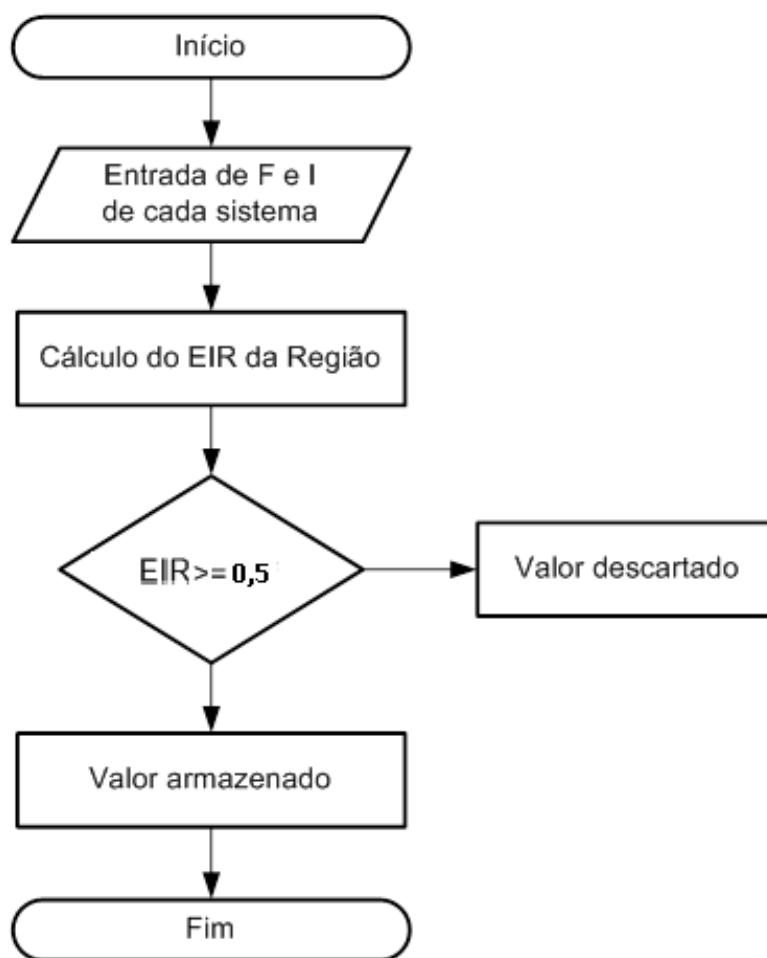 Início
Entrada de F e I
de cada sistema
Cálculo do EIR da Região
EIR>= 0,5
Valor descartado
Valor armazenado
Fim